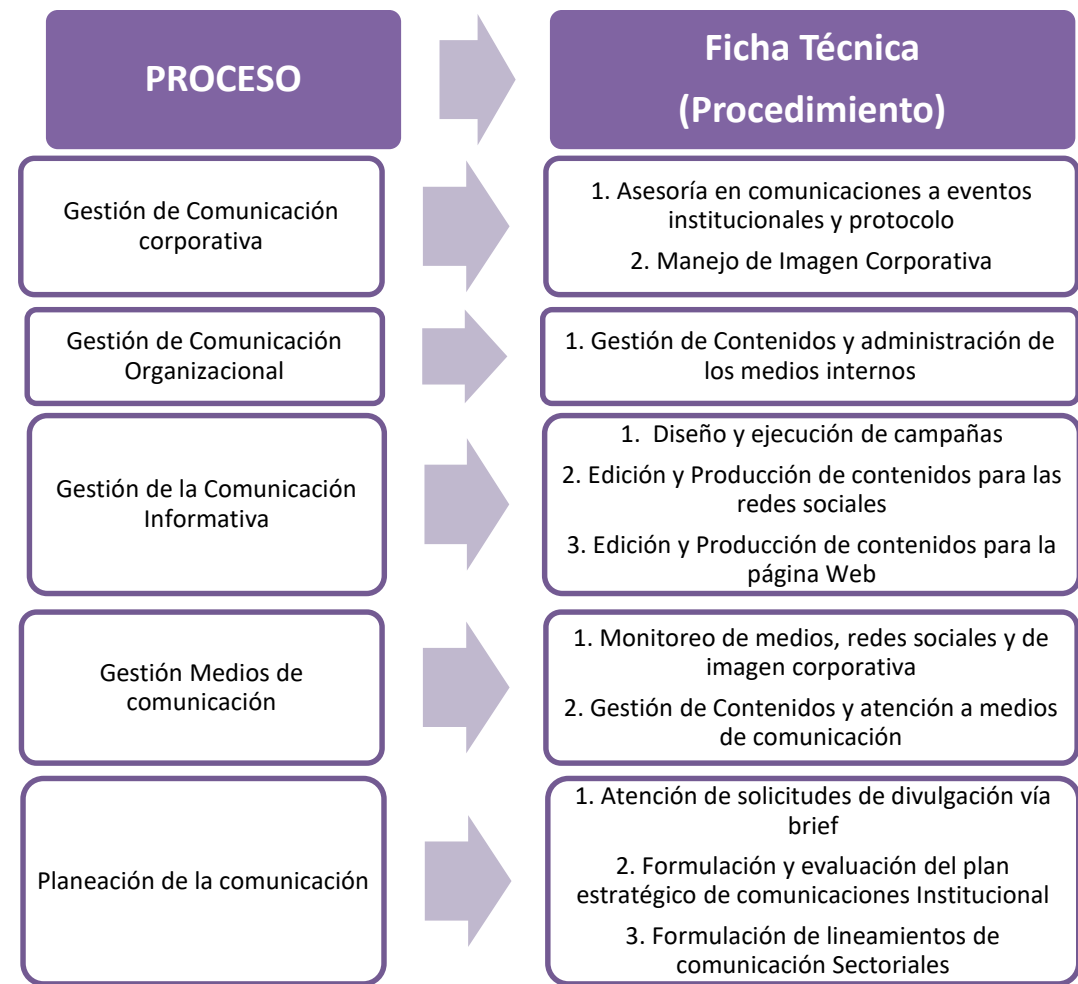 PROCESO
Ficha Técnica
(Procedimiento)
Gestión de Comunicación
corporativa
1. Asesoría en comunicaciones a eventos
institucionales y protocolo
2. Manejo de Imagen Corporativa
Gestión de Comunicación
Organizacional
1. Gestión de Contenidos y administración de
los medios internos
Gestión de la Comunicación
Informativa
1. Diseño y ejecución de campañas
2. Edición y Producción de contenidos para las
redes sociales
3. Edición y Producción de contenidos para la
página Web
Gestión Medios de
comunicación
1. Monitoreo de medios, redes sociales y de
imagen corporativa
2. Gestión de Contenidos y atención a medios
de comunicación
Planeación de la comunicación
1. Atención de solicitudes de divulgación vía
brief
2. Formulación y evaluación del plan
estratégico de comunicaciones Institucional
3. Formulación de lineamientos de
comunicación Sectoriales